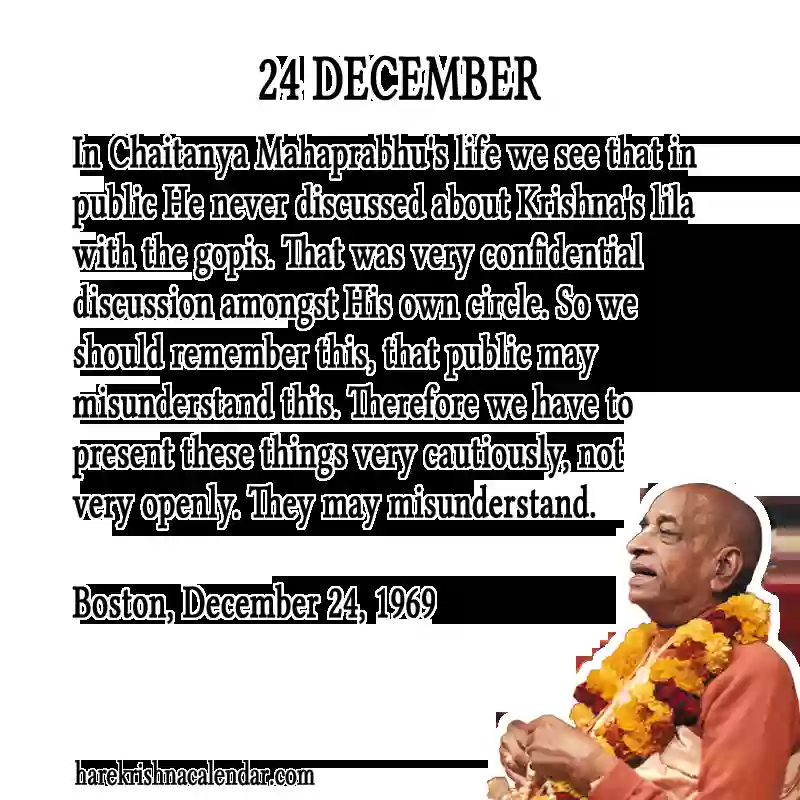 24 DECEMBER
In Chaitanya Mahaprabhu's life we see that in
public He never discussed about Krishna's lila
with the gopis. That was very confidential
discussion amongst His own circle. So we
should remember this, that public may
misunderstand this. Therefore we have to
present these things very cautiously, not
very openly. They may misunderstand.
Boston, December 24, 1969
harekrishnacalendar.com